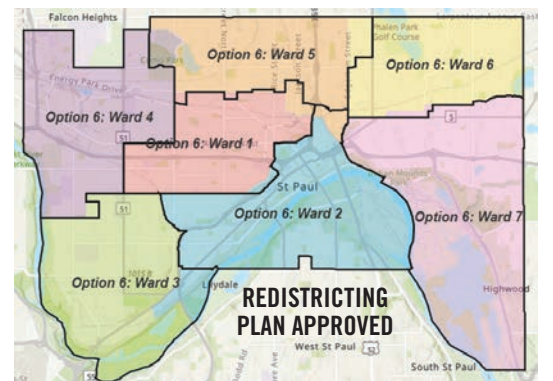 Falcon Heights
Phalen Park
Golf Course
Option 6: Ward 5
Option 6: Ward 6
Energy Park Drive
Option 6: Ward 4
51
5
Option 6: Ward 1
St Paul
Option 6: Ward 2
Option 6: Ward 7
51
Option 6: Ward 3
Lilydale
Highwood
REDISTRICTING
PLAN APPROVED
West St Paul
52
South St Paul